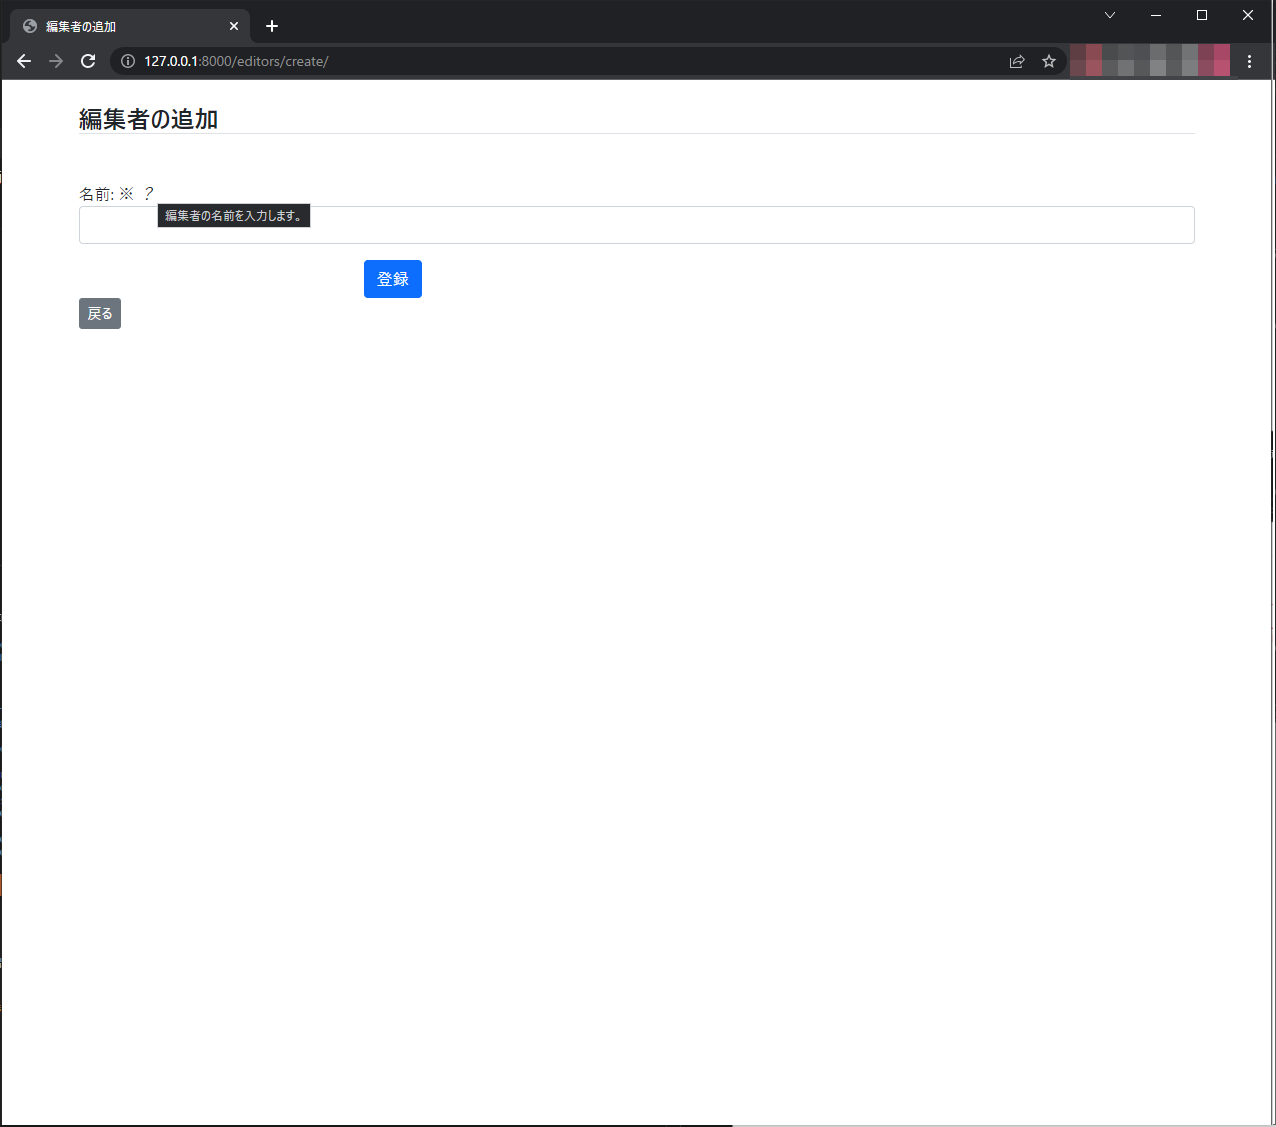 編集者の追加
127.0.0.1:8000/editors/create/
編集者の追加
名前: ※ ?
編集者の名前を入力します。
登録
戻る